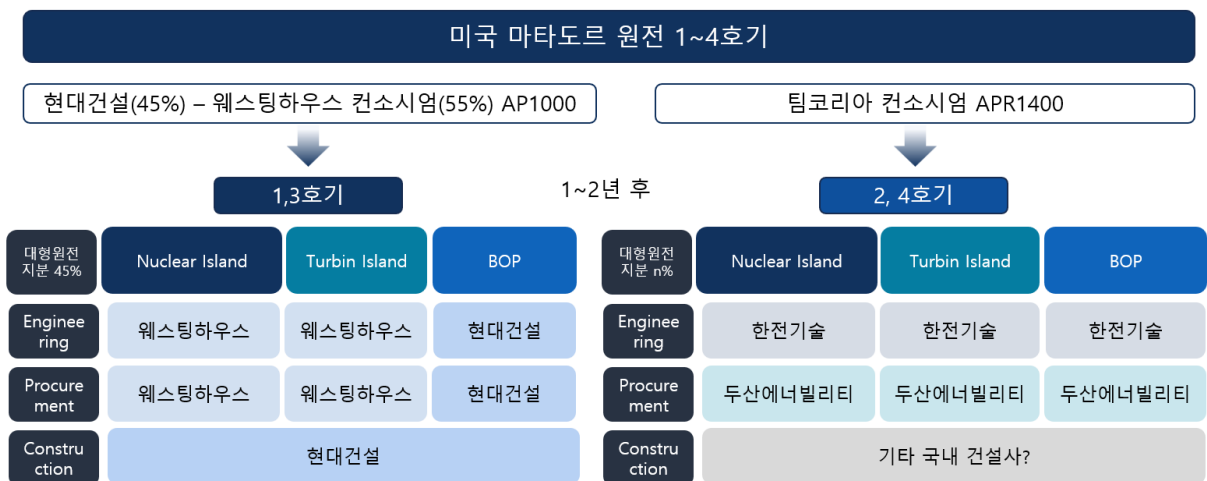 미국 마타도르 원전 1~4호기
현대건설(45%) – 웨스팅하우스 컨소시엄(55%) AP1000
팀코리아 컨소시엄 APR1400
1,3호기
1~2년 후
2, 4호기
대형원전
지분 45%
Nuclear Island
Turbin Island
BOP
Enginee
ring
웨스팅하우스
웨스팅하우스
현대건설
Procure
ment
웨스팅하우스
웨스팅하우스
현대건설
Constru
ction
현대건설
대형원전
지분 n%
Nuclear Island
Turbin Island
BOP
Enginee
ring
한전기술
한전기술
한전기술
Procure
ment
두산에너빌리티
두산에너빌리티
두산에너빌리티
Constru
ction
기타 국내 건설사?